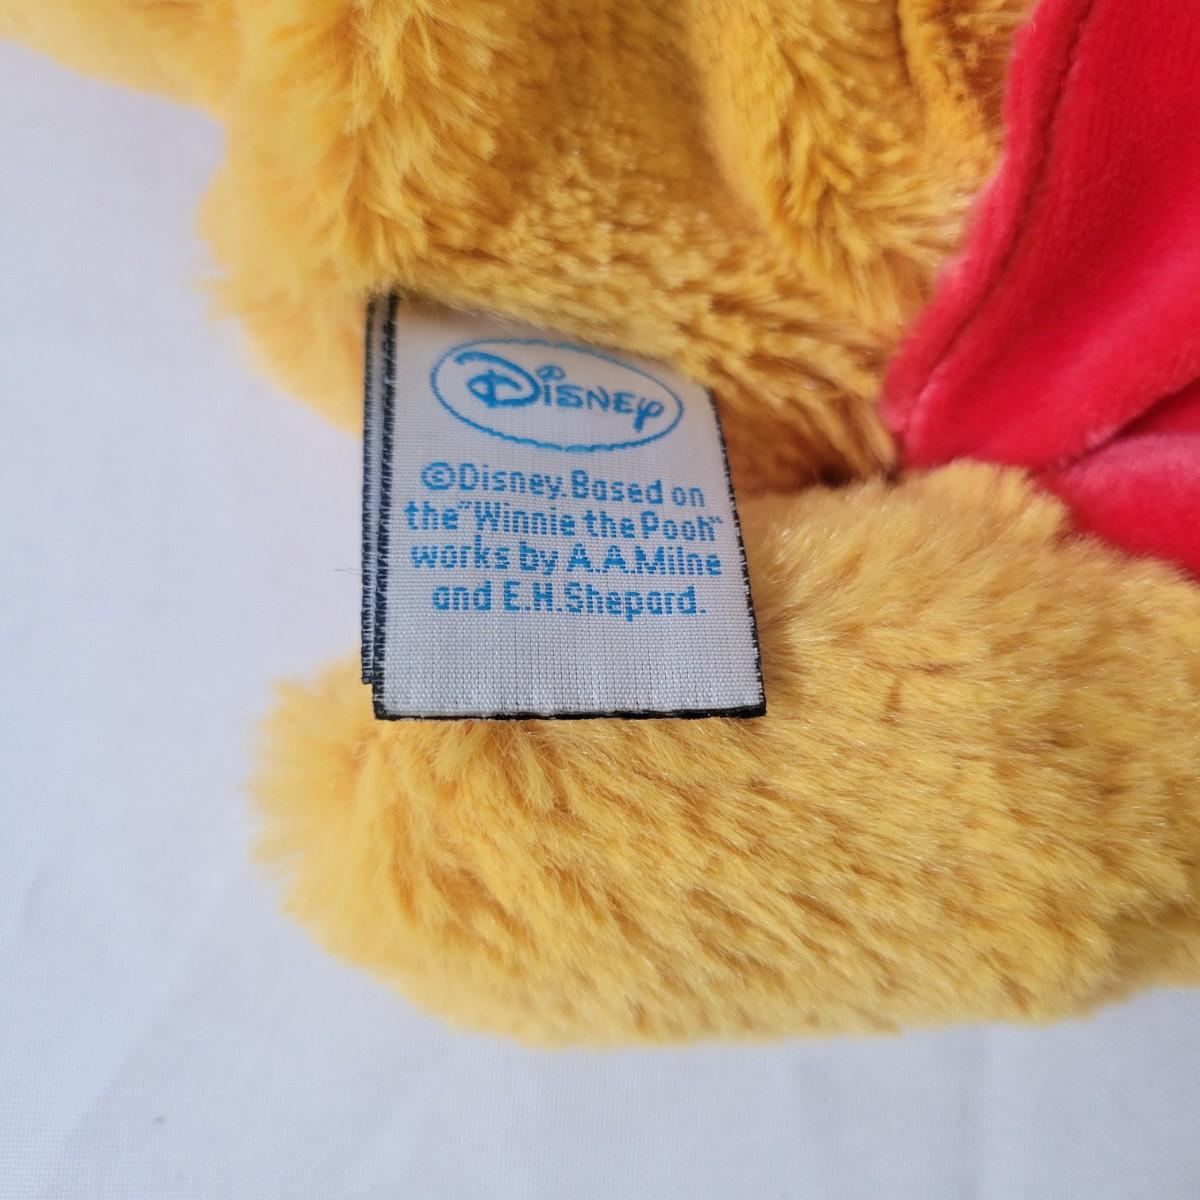 Disney
©Disney.Based on
the"Winnie the Pooh"
works by A.A.Milne
and E.H.Shepard.